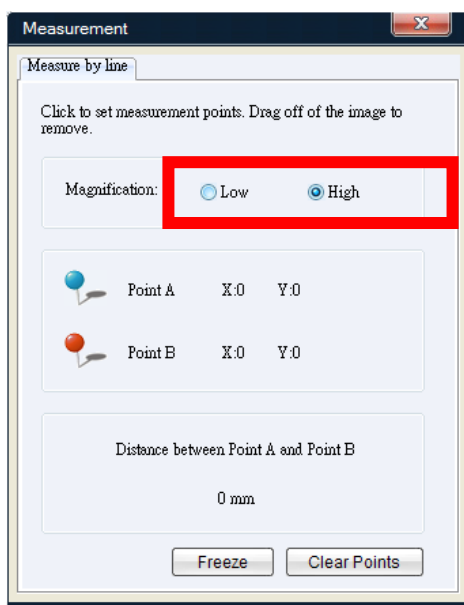 Measurement
Measure by line
Click to set measurement points. Drag off of the image to
remove.
Magnification: Low High
Point A X:0 Y:0
Point B X:0 Y:0
Distance between Point A and Point B
0 mm
Freeze Clear Points